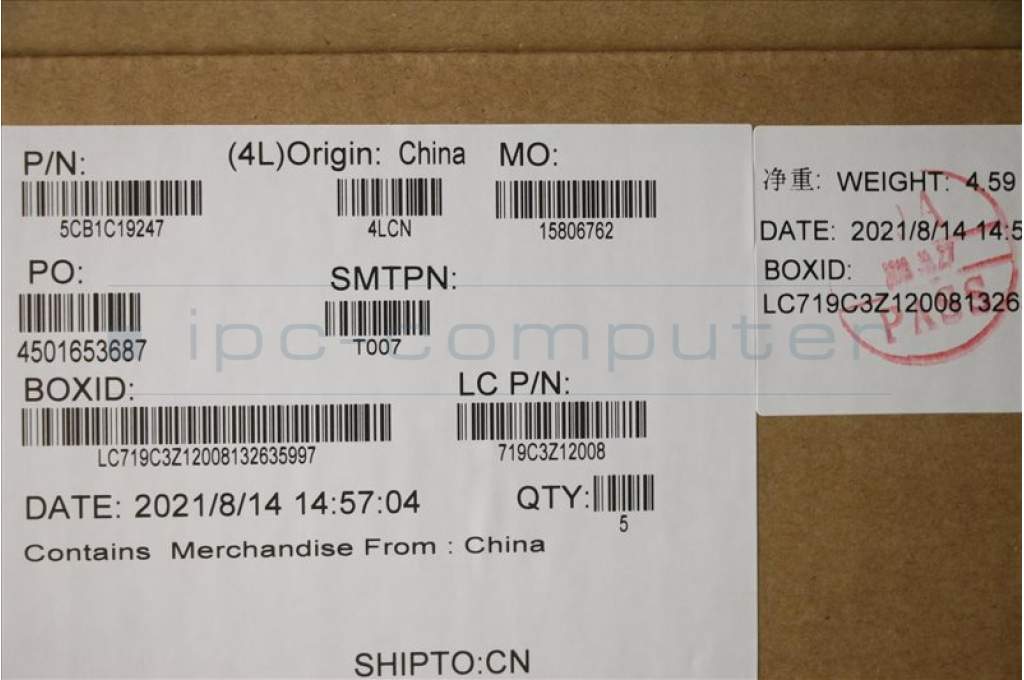 P/N:
5CB1C19247
(4L)Origin: China
4LCN
MO:
15806762
PO:
4501653687
SMTPN:
T007
BOXID:
LC719C3Z12008132635997
LC P/N:
719C3Z12008
DATE: 2021/8/14 14:57:04
QTY:
5
Contains Merchandise From : China
SHIPTO:CN
净重: WEIGHT: 4.59
DATE: 2021/8/14 14:5
BOXID:
LC719C3Z120081326
PASS
ipc-computer